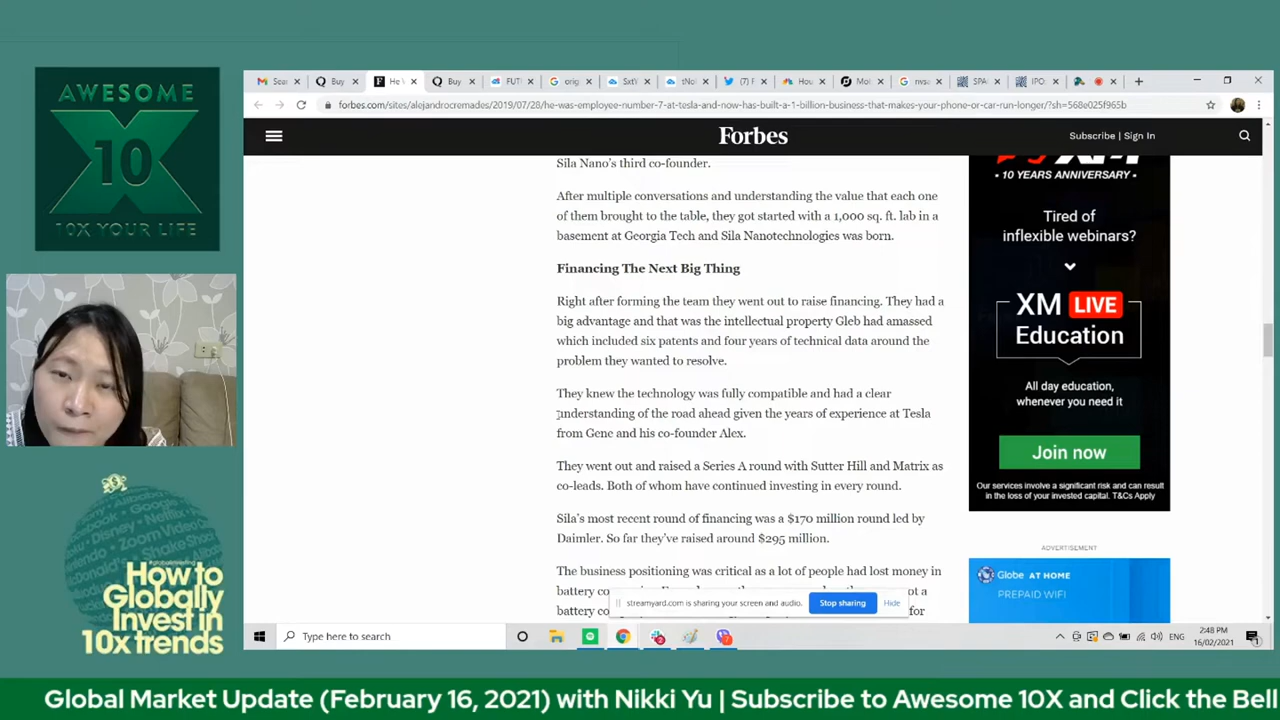 AWESOME
X
10
10X YOUR LIFE
How to
Globally
Invest in
10x trends
Sear
Buy
He
Buy
FUT
orig
SxtV
tNol
(7) F
Hou
Mol
nvs
SPA
IPO
forbes.com/sites/alejandrocremades/2019/07/28/he-was-employee-number-7-at-tesla-and-now-has-built-a-1-billion-business-that-makes-your-phone-or-car-run-longer/?sh=568e025f965b
Forbes
Subscribe | Sign In
Sila Nano's third co-founder.
After multiple conversations and understanding the value that each one
of them brought to the table, they got started with a 1,000 sq. ft. lab in a
basement at Georgia Tech and Sila Nanotechnologies was born.
Financing The Next Big Thing
Right after forming the team they went out to raise financing. They had a
big advantage and that was the intellectual property Gleb had amassed
which included six patents and four years of technical data around the
problem they wanted to resolve.
They knew the technology was fully compatible and had a clear
understanding of the road ahead given the years of experience at Tesla
from Gene and his co-founder Alex.
They went out and raised a Series A round with Sutter Hill and Matrix as
co-leads. Both of whom have continued investing in every round.
Sila's most recent round of financing was a $170 million round led by
Daimler. So far they've raised around $295 million.
The business positioning was critical as a lot of people had lost money in
battery
battery
for
10 YEARS ANNIVERSARY
Tired of
inflexible webinars?
XM LIVE
Education
All day education,
whenever you need it
Join now
Our services involve a significant risk and can result
in the loss of your invested capital. T&Cs Apply
ADVERTISEMENT
Globe AT HOME
PREPAID WIFI
streamyard.com is sharing your screen and audio.
Stop sharing
Hide
Type here to search
ENG
2:48 PM
16/02/2021
Global Market Update (February 16, 2021) with Nikki Yu | Subscribe to Awesome 10X and Click the Bell